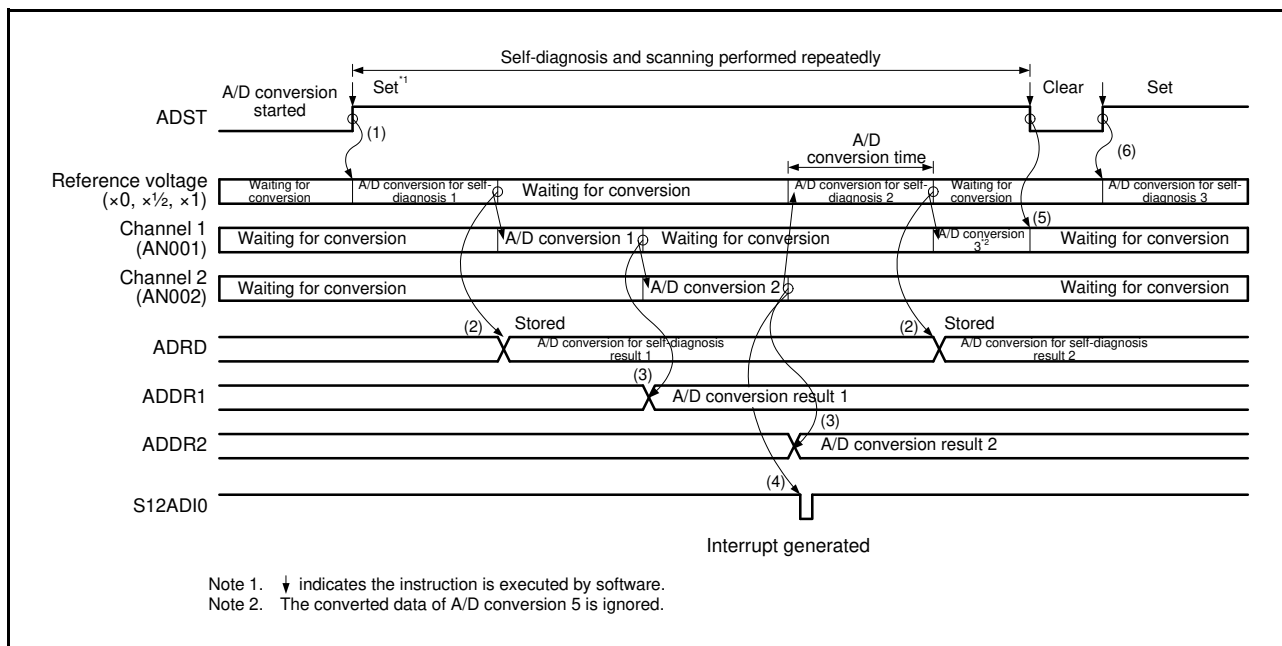 Self-diagnosis and scanning performed repeatedly
A/D conversion
started
Set*1
Clear
Set
ADST
(1)
A/D
conversion time
(6)
Reference voltage
(×0, ×½, ×1)
Waiting for
conversion
A/D conversion for self-
diagnosis 1
Waiting for conversion
A/D conversion for self-
diagnosis 2
Waiting for
conversion
A/D conversion for self-
diagnosis 3
(5)
Channel 1
(AN001)
Waiting for conversion
A/D conversion 1
Waiting for conversion
A/D conversion
3*2
Waiting for conversion
Channel 2
(AN002)
Waiting for conversion
A/D conversion 2
Waiting for conversion
ADRD
(2)
Stored
A/D conversion for self-diagnosis
result 1
(2)
Stored
A/D conversion for self-diagnosis
result 2
ADDR1
(3)
A/D conversion result 1
ADDR2
(3)
A/D conversion result 2
S12ADI0
(4)
Interrupt generated
Note 1. ↓ indicates the instruction is executed by software.
Note 2. The converted data of A/D conversion 5 is ignored.